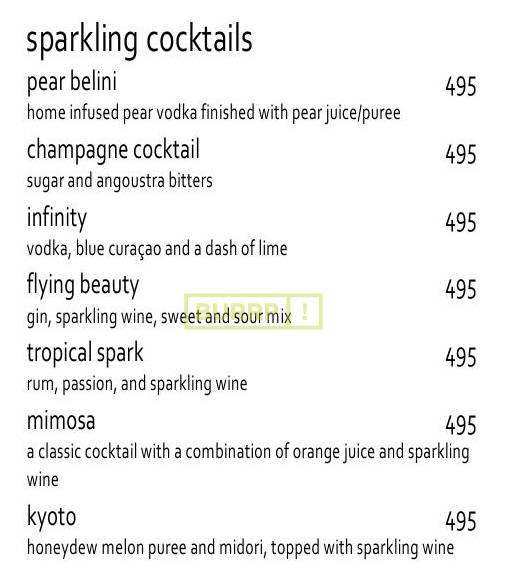 sparkling cocktails
pear belini 495
home infused pear vodka finished with pear juice/puree
champagne cocktail 495
sugar and angoustra bitters
infinity 495
vodka, blue curaçao and a dash of lime
flying beauty 495
gin, sparkling wine, sweet and sour mix
BURRP!
tropical spark 495
rum, passion, and sparkling wine
mimosa 495
a classic cocktail with a combination of orange juice and sparkling
wine
kyoto 495
honeydew melon puree and midori, topped with sparkling wine